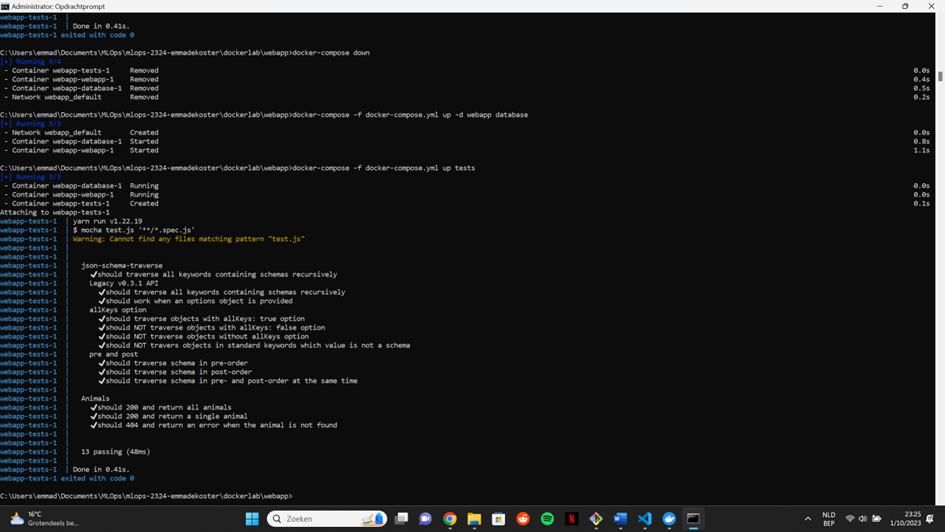 Administrator: Opdrachtprompt
webapp-tests-1 |
webapp-tests-1 | Done in 0.41s.
webapp-tests-1 exited with code 0
C:\Users\emmad\Documents\MLOps\mlops-2324-emmadekoster\dockerlab\webapp>docker-compose down
[+] Running 4/4
- Container webapp-tests-1 Removed 0.0s
- Container webapp-webapp-1 Removed 0.4s
- Container webapp-database-1 Removed 0.5s
- Network webapp_default Removed 0.2s
C:\Users\emmad\Documents\MLOps\mlops-2324-emmadekoster\dockerlab\webapp>docker-compose -f docker-compose.yml up -d webapp database
[+] Running 3/3
- Network webapp_default Created 0.0s
- Container webapp-database-1 Started 0.8s
- Container webapp-webapp-1 Started 1.1s
C:\Users\emmad\Documents\MLOps\mlops-2324-emmadekoster\dockerlab\webapp>docker-compose -f docker-compose.yml up tests
[+] Running 3/3
- Container webapp-database-1 Running 0.0s
- Container webapp-webapp-1 Running 0.0s
- Container webapp-tests-1 Created 0.1s
Attaching to webapp-tests-1
webapp-tests-1 | yarn run v1.22.19
webapp-tests-1 | $ mocha test.js '**/*.spec.js'
webapp-tests-1 | Warning: Cannot find any files matching pattern "test.js"
webapp-tests-1 |
webapp-tests-1 |
webapp-tests-1 | json-schema-traverse
webapp-tests-1 | ✔should traverse all keywords containing schemas recursively
webapp-tests-1 | Legacy v0.3.1 API
webapp-tests-1 | ✔should traverse all keywords containing schemas recursively
webapp-tests-1 | ✔should work when an options object is provided
webapp-tests-1 | allKeys option
webapp-tests-1 | ✔should traverse objects with allKeys: true option
webapp-tests-1 | ✔should NOT traverse objects with allKeys: false option
webapp-tests-1 | ✔should NOT traverse objects without allKeys option
webapp-tests-1 | ✔should NOT travers objects in standard keywords which value is not a schema
webapp-tests-1 | pre and post
webapp-tests-1 | ✔should traverse schema in pre-order
webapp-tests-1 | ✔should traverse schema in post-order
webapp-tests-1 | ✔should traverse schema in pre- and post-order at the same time
webapp-tests-1 |
webapp-tests-1 | Animals
webapp-tests-1 | ✔should 200 and return all animals
webapp-tests-1 | ✔should 200 and return a single animal
webapp-tests-1 | ✔should 404 and return an error when the animal is not found
webapp-tests-1 |
webapp-tests-1 |
webapp-tests-1 | 13 passing (48ms)
webapp-tests-1 |
webapp-tests-1 | Done in 0.41s.
webapp-tests-1 exited with code 0
C:\Users\emmad\Documents\MLOps\mlops-2324-emmadekoster\dockerlab\webapp>
16°C
Grotendeels be...
Zoeken
NLD
BEP
23:25
1/10/2023